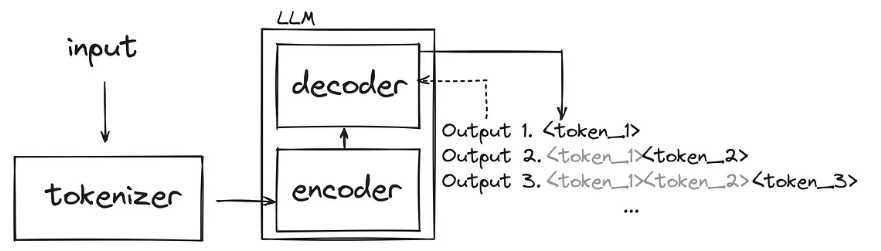 LLM
input
decoder
Output 1. <token_1>
Output 2. <token_1><token_2>
Output 3. <token_1><token_2><token_3>
...
tokenizer
encoder